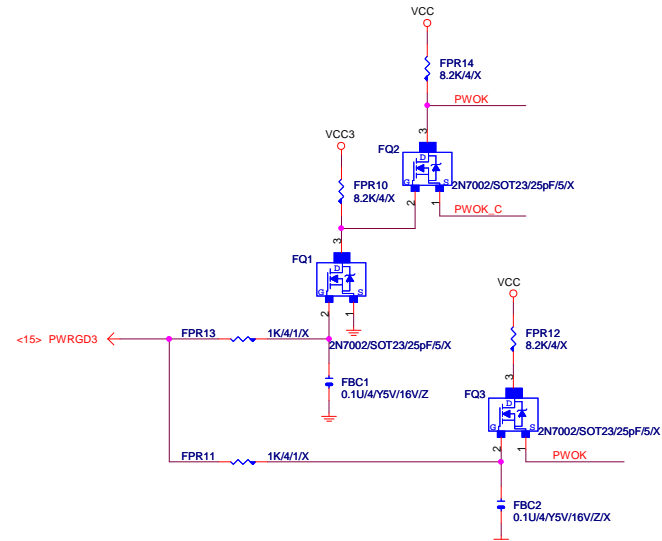 VCC
FPR14
8.2K/4/X
PWOK
3
VCC3
FQ2
D
G
S
2N7002/SOT23/25pF/5/X
FPR10
8.2K/4/X
2
1
PWOK_C
3
FQ1
D
G
S
VCC
2
1
<15> PWRGD3
FPR13
1K/4/1/X
2N7002/SOT23/25pF/5/X
FPR12
8.2K/4/X
FBC1
0.1U/4/Y5V/16V/Z
3
FQ3
D
G
S
2N7002/SOT23/25pF/5/X
2
1
FPR11
1K/4/1/X
PWOK
FBC2
0.1U/4/Y5V/16V/Z/X